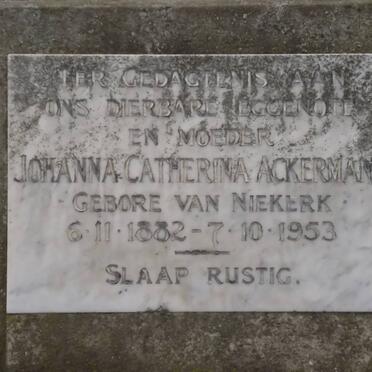 TER GEDAGTENIS AAN
ONS DIERBARE EGGENOTE
EN MOEDER
JOHANNA CATHERINA ACKERMAN
GEBORE VAN NIEKERK
6·11·1882-7·10·1953
SLAAP RUSTIG.